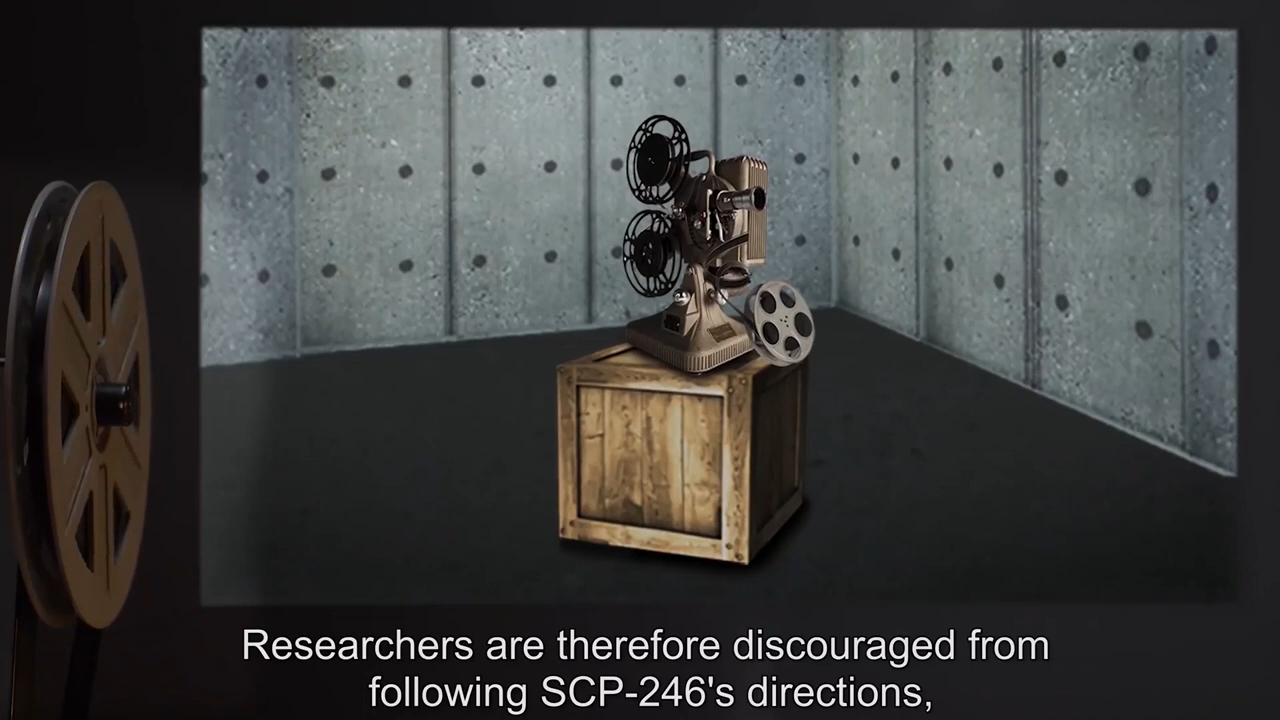 Researchers are therefore discouraged from
following SCP-246's directions,